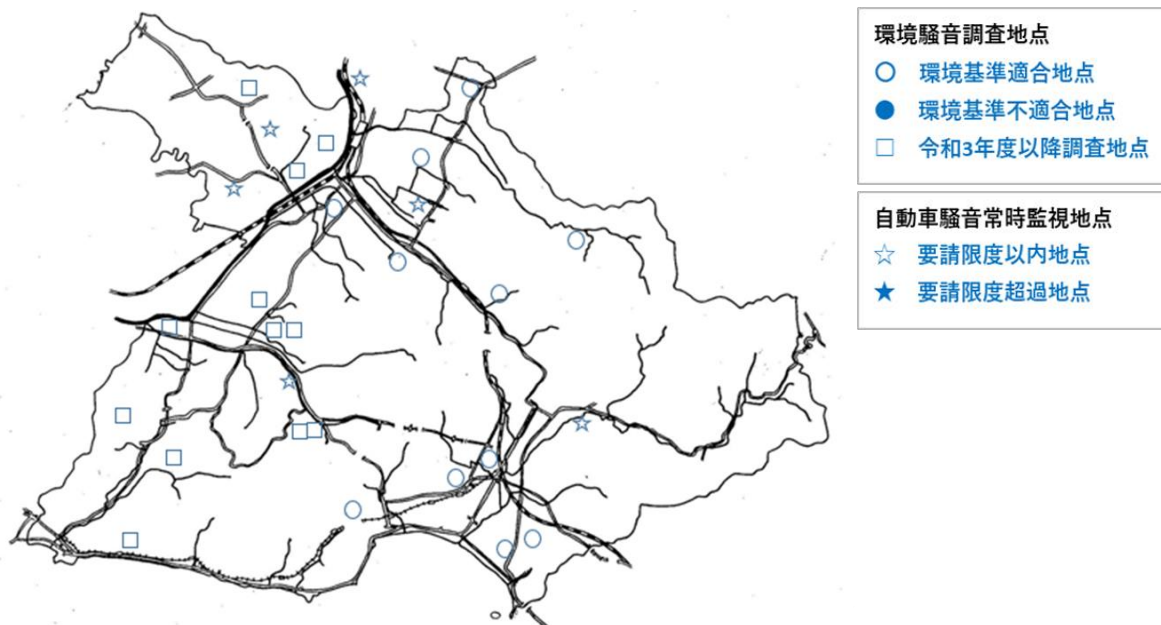 環境騒音調査地点
○ 環境基準適合地点
● 環境基準不適合地点
□ 令和3年度以降調査地点
自動車騒音常時監視地点
☆ 要請限度以内地点
★ 要請限度超過地点